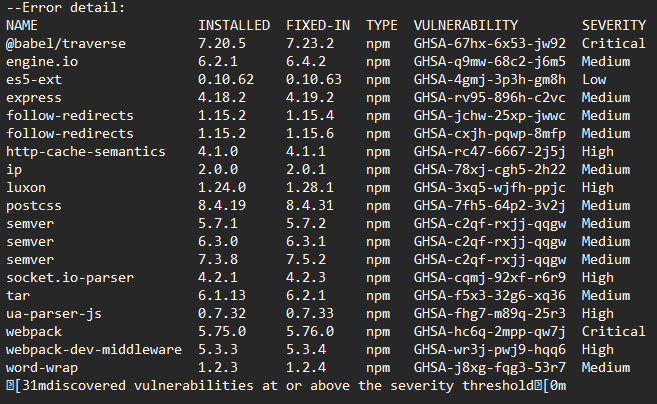 --Error detail:
NAME INSTALLED FIXED-IN TYPE VULNERABILITY SEVERITY
@babel/traverse 7.20.5 7.23.2 npm GHSA-67hx-6x53-jw92 Critical
engine.io 6.2.1 6.4.2 npm GHSA-q9mw-68c2-j6m5 Medium
es5-ext 0.10.62 0.10.63 npm GHSA-4gmj-3p3h-gm8h Low
express 4.18.2 4.19.2 npm GHSA-rv95-896h-c2vc Medium
follow-redirects 1.15.2 1.15.4 npm GHSA-jchw-25xp-jwwc Medium
follow-redirects 1.15.2 1.15.6 npm GHSA-cxjh-pqwp-8mfp Medium
http-cache-semantics 4.1.0 4.1.1 npm GHSA-rc47-6667-2j5j High
ip 2.0.0 2.0.1 npm GHSA-78xj-cgh5-2h22 Medium
luxon 1.24.0 1.28.1 npm GHSA-3xq5-wjfh-ppjc High
postcss 8.4.19 8.4.31 npm GHSA-7fh5-64p2-3v2j Medium
semver 5.7.1 5.7.2 npm GHSA-c2qf-rxjj-qqgw Medium
semver 6.3.0 6.3.1 npm GHSA-c2qf-rxjj-qqgw Medium
semver 7.3.8 7.5.2 npm GHSA-c2qf-rxjj-qqgw Medium
socket.io-parser 4.2.1 4.2.3 npm GHSA-cqmj-92xf-r6r9 High
tar 6.1.13 6.2.1 npm GHSA-f5x3-32g6-xq36 Medium
ua-parser-js 0.7.32 0.7.33 npm GHSA-fhg7-m89q-25r3 High
webpack 5.75.0 5.76.0 npm GHSA-hc6q-2mpp-qw7j Critical
webpack-dev-middleware 5.3.3 5.3.4 npm GHSA-wr3j-pwj9-hqq6 High
word-wrap 1.2.3 1.2.4 npm GHSA-j8xg-fqg3-53r7 Medium
[31mdiscovered vulnerabilities at or above the severity threshold[0m